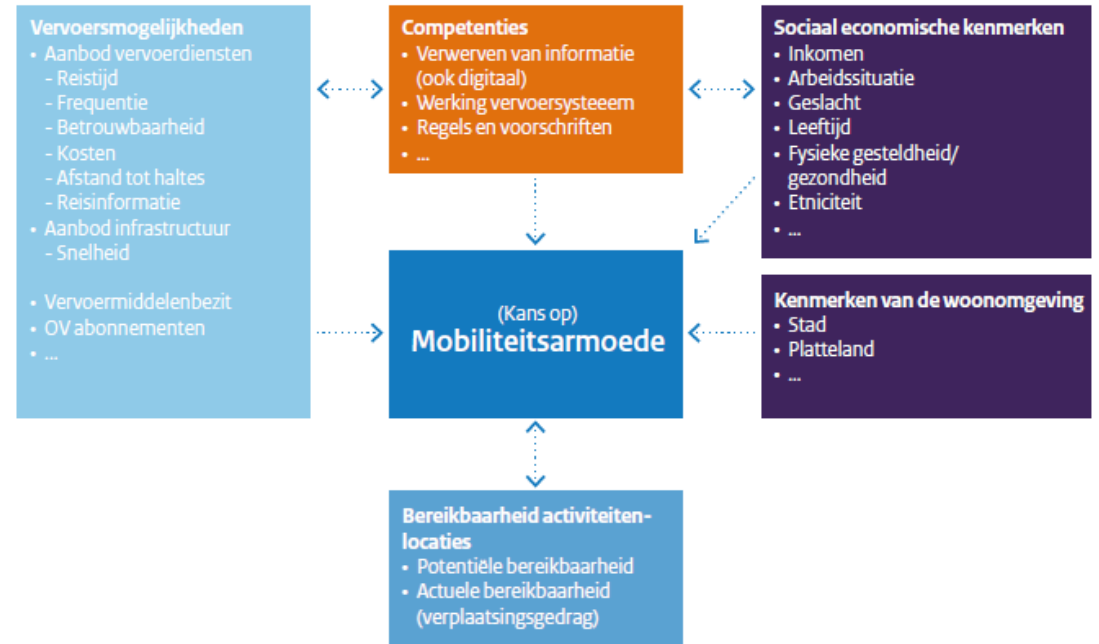 Vervoersmogelijkheden
• Aanbod vervoerdiensten
- Reistijd
- Frequentie
- Betrouwbaarheid
- Kosten
- Afstand tot haltes
- Reisinformatie
• Aanbod infrastructuur
- Snelheid
• Vervoermiddelenbezit
• OV abonnementen
• ...
Competenties
• Verwerven van informatie
(ook digitaal)
• Werking vervoersysteeem
• Regels en voorschriften
• ...
Sociaal economische kenmerken
• Inkomen
• Arbeidssituatie
• Geslacht
• Leeftijd
• Fysieke gesteldheid/
gezondheid
• Etniciteit
• ...
(Kans op)
Mobiliteitsarmoede
Kenmerken van de woonomgeving
• Stad
• Platteland
• ...
Bereikbaarheid activiteiten-
locaties
• Potentiële bereikbaarheid
• Actuele bereikbaarheid
(verplaatsingsgedrag)